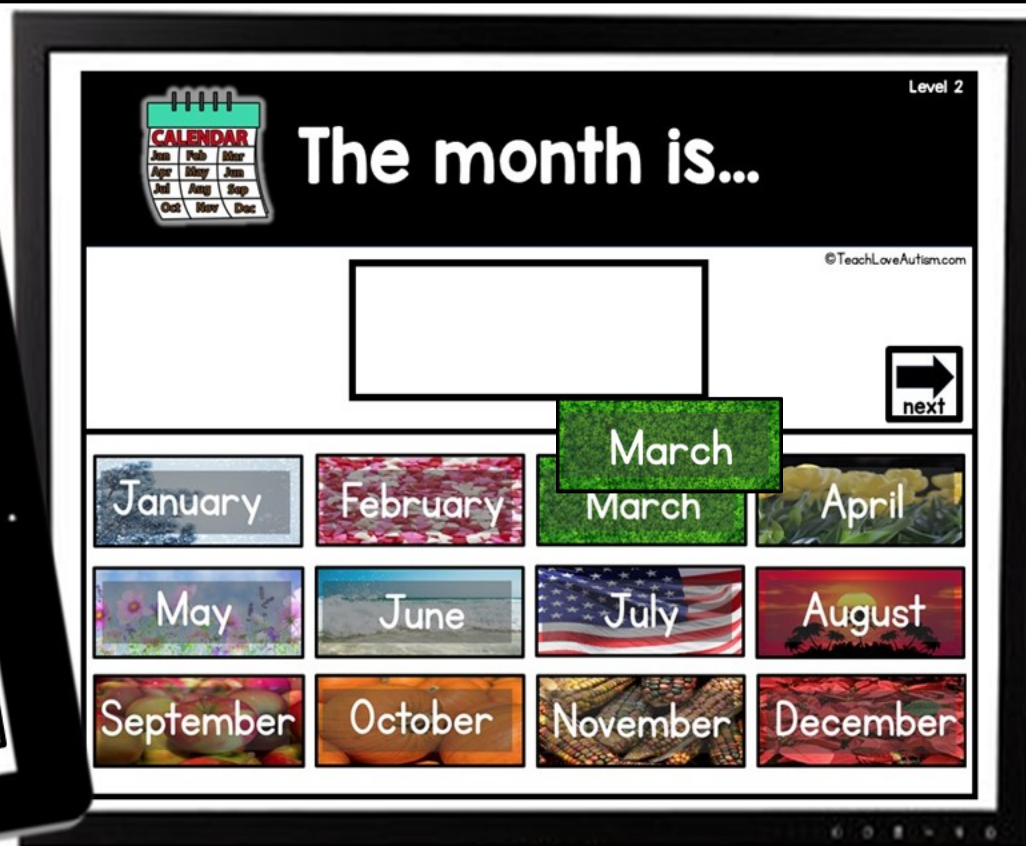 Level 2
CALENDAR
Jan Feb Mar
Apr May Jun
Jul Aug Sep
Oct Nov Dec
The month is...
©TeachLoveAutism.com
next
March
January February March April
May June July August
September October November December